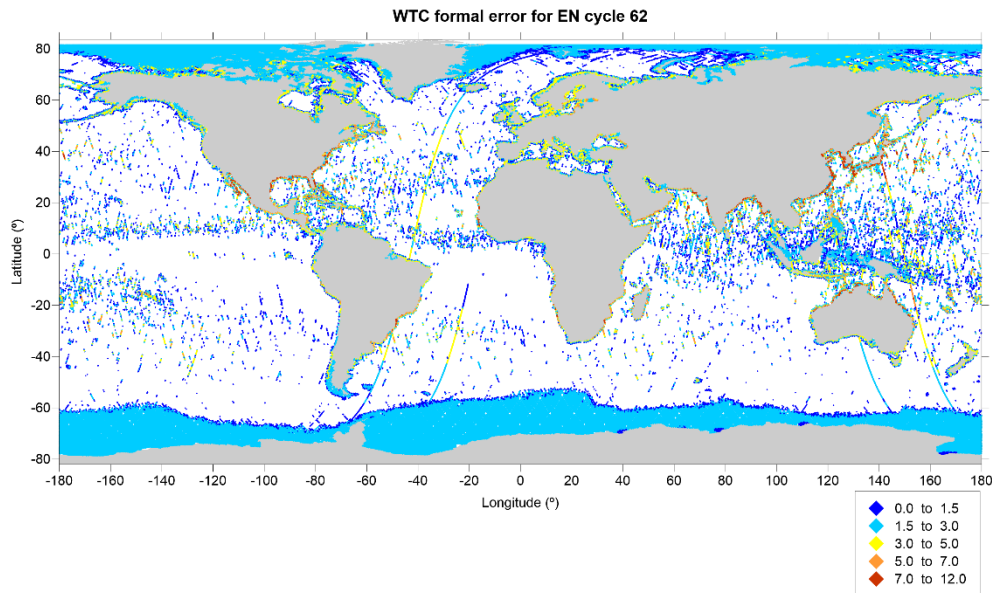 WTC formal error for EN cycle 62
80
60
40
20
0
-20
-40
-60
-80
Latitude (º)
-180 -160 -140 -120 -100 -80 -60 -40 -20 0 20 40 60 80 100 120 140 160 180
Longitude (º)
0.0 to 1.5
1.5 to 3.0
3.0 to 5.0
5.0 to 7.0
7.0 to 12.0